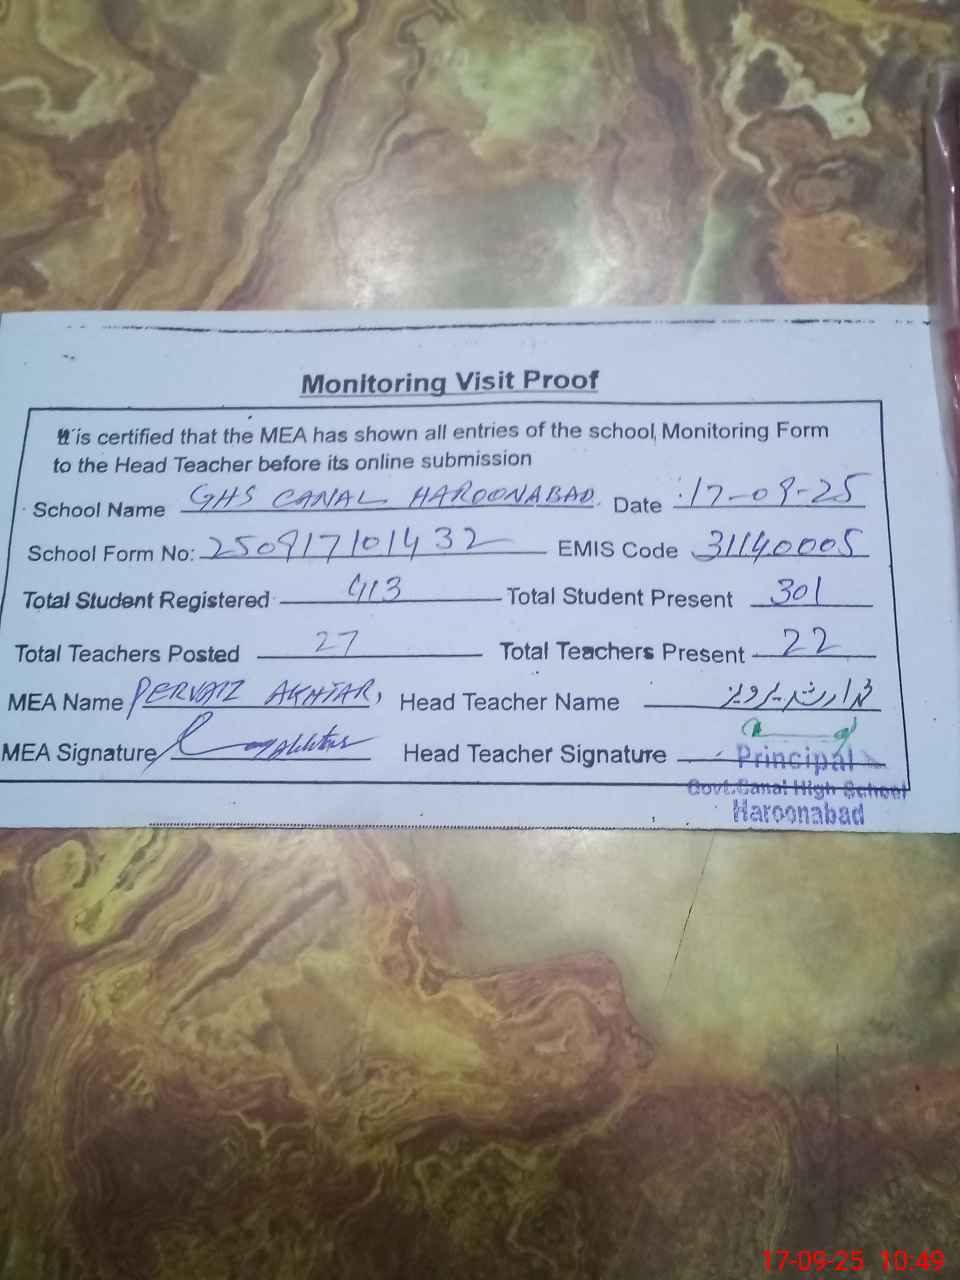 Monitoring Visit Proof
It is certified that the MEA has shown all entries of the school Monitoring Form
to the Head Teacher before its online submission
School Name GHS CANAL HAROONABAD Date 17-09-25
School Form No: 250917101432 EMIS Code 31140005
Total Student Registered 413 Total Student Present 301
Total Teachers Posted 27 Total Teachers Present 22
MEA Name PERVAIZ AKHTAR, Head Teacher Name
MEA Signature Head Teacher Signature
Principal
Govt.Canal High School
Haroonabad
17-09-25 10:49